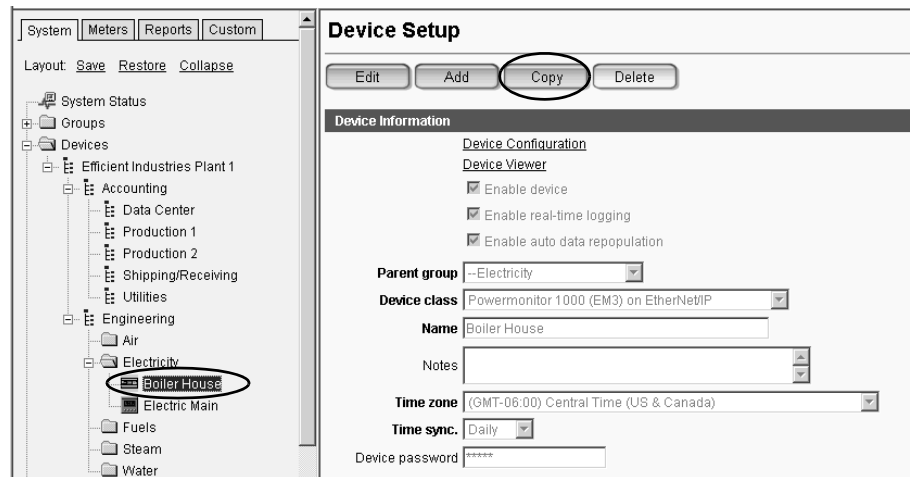 System Meters Reports Custom
Layout: Save Restore Collapse
System Status
Groups
Devices
Efficient Industries Plant 1
Accounting
Data Center
Production 1
Production 2
Shipping/Receiving
Utilities
Engineering
Air
Electricity
Boiler House
Electric Main
Fuels
Steam
Water
Device Setup
Edit Add Copy Delete
Device Information
Device Configuration
Device Viewer
Enable device
Enable real-time logging
Enable auto data repopulation
Parent group --Electricity
Device class Powermonitor 1000 (EM3) on EtherNet/IP
Name Boiler House
Notes
Time zone (GMT-06:00) Central Time (US & Canada)
Time sync. Daily
Device password *****